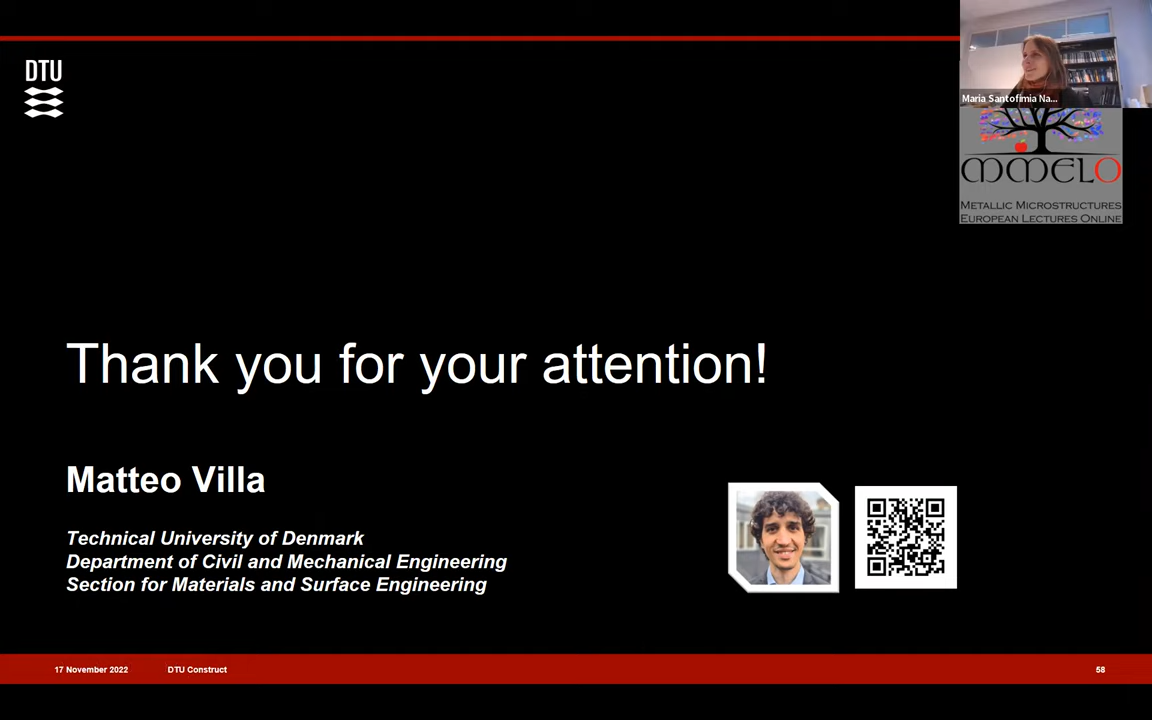 DTU
Maria Santofimia Na...
MMELO
METALLIC MICROSTRUCTURES
EUROPEAN LECTURES ONLINE
Thank you for your attention!
Matteo Villa
Technical University of Denmark
Department of Civil and Mechanical Engineering
Section for Materials and Surface Engineering
17 November 2022
DTU Construct
58